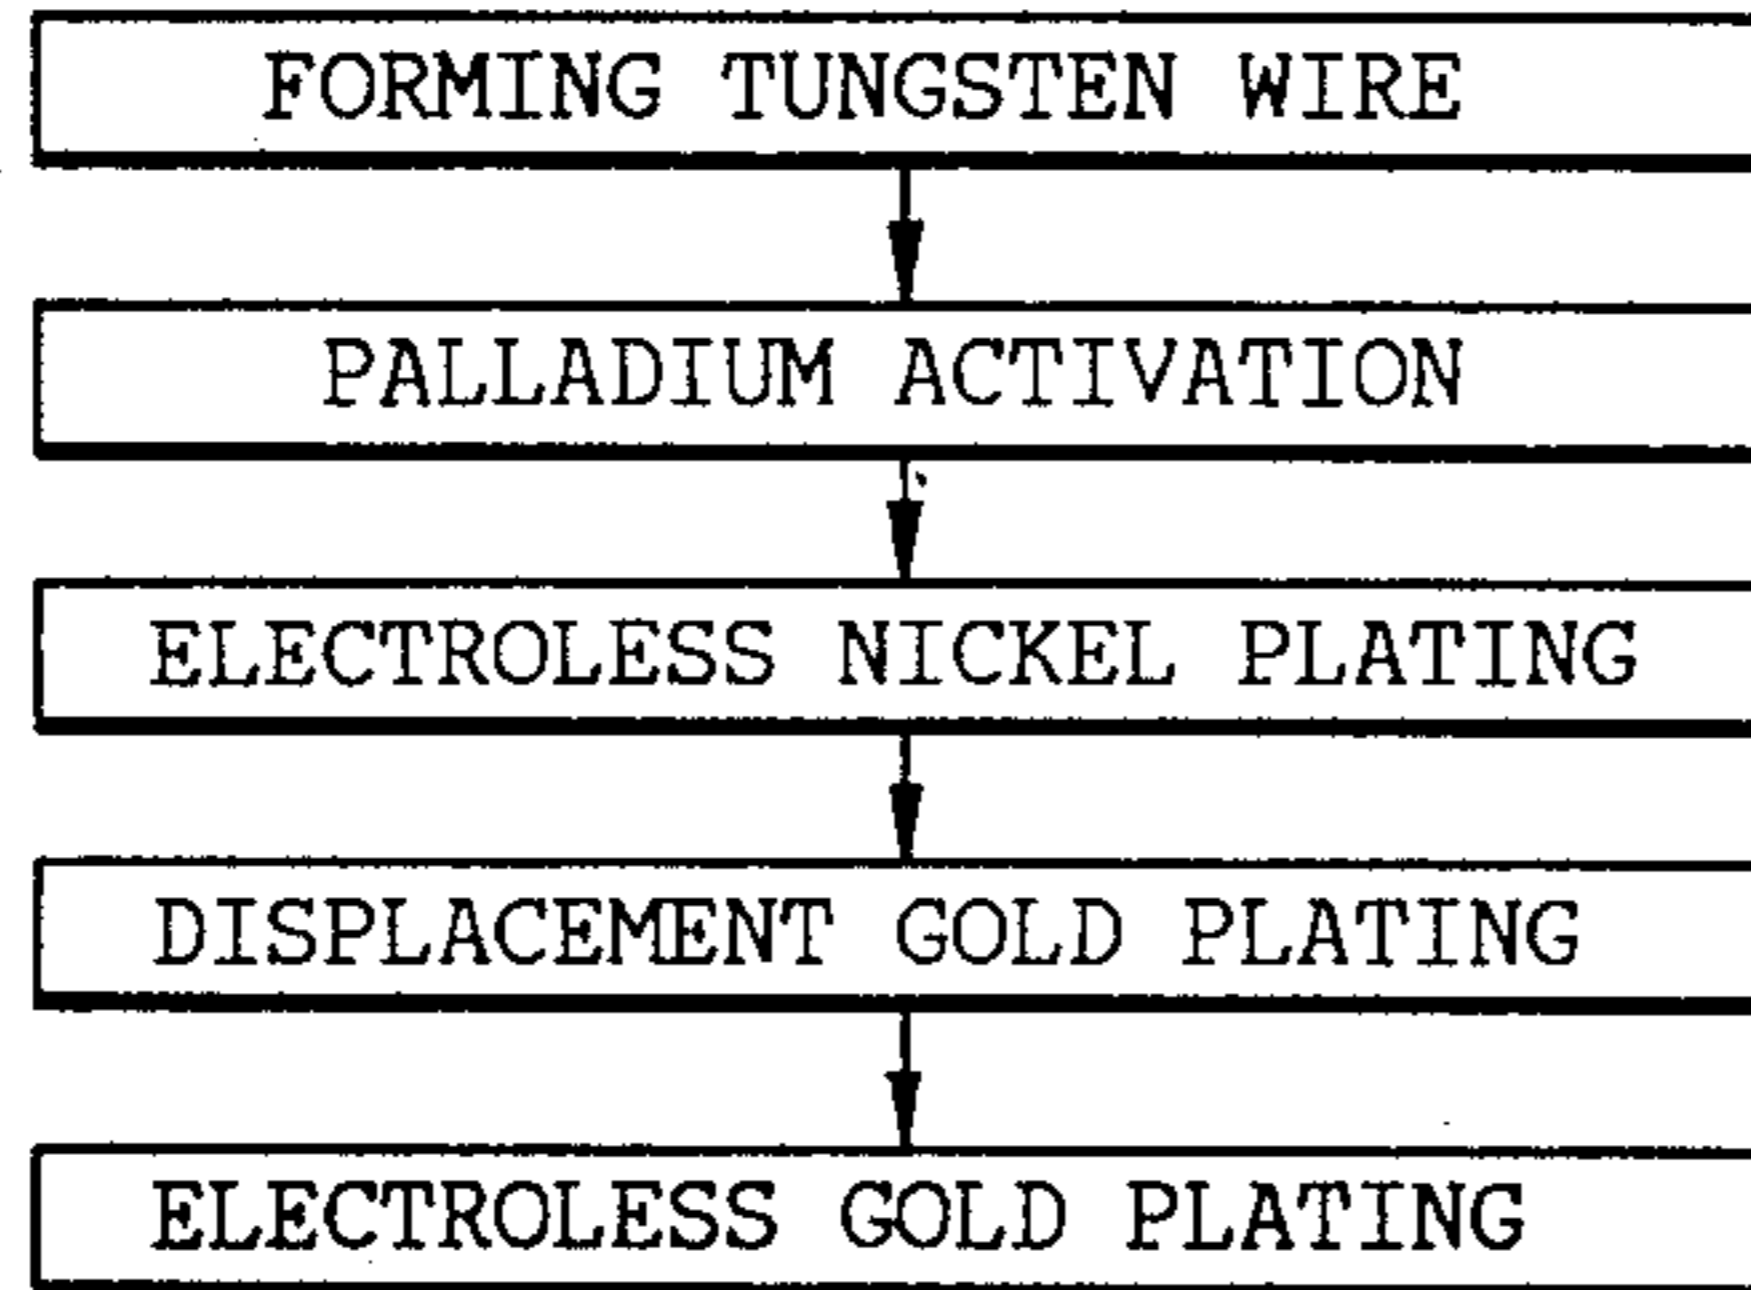 FORMING TUNGSTEN WIRE
PALLADIUM ACTIVATION
ELECTROLESS NICKEL PLATING
DISPLACEMENT GOLD PLATING
ELECTROLESS GOLD PLATING